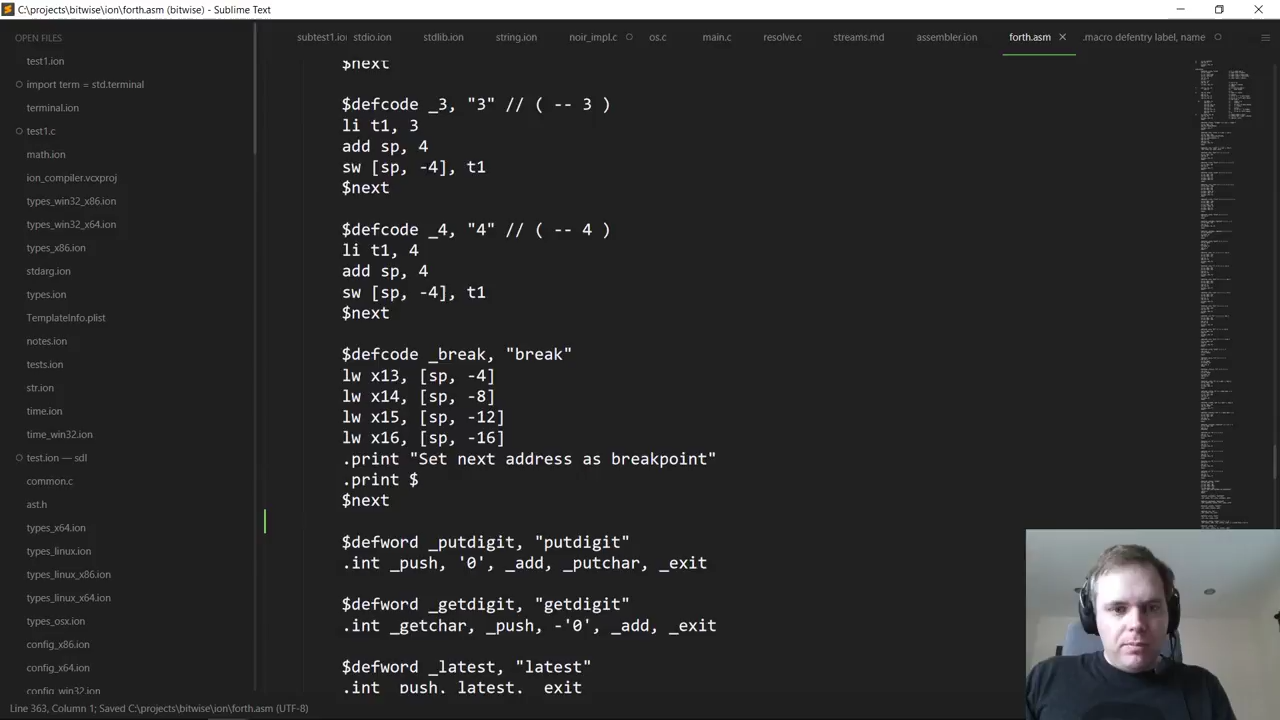 C:\projects\bitwise\ion\forth.asm (bitwise) - Sublime Text
OPEN FILES
test1.ion
import term = std.terminal
terminal.ion
test1.c
math.ion
ion_compiler.vcxproj
types_win32_x86.ion
types_win32_x64.ion
types_x86.ion
stdarg.ion
types.ion
TemplateInfo.plist
notes.ion
tests.ion
str.ion
time.ion
time_win32.ion
test.ion — sdl
common.c
ast.h
types_x64.ion
types_linux.ion
types_linux_x86.ion
types_linux_x64.ion
types_osx.ion
config_x86.ion
config_x64.ion
config_win32.ion
subtest1.io stdio.ion stdlib.ion string.ion noir_impl.c os.c main.c resolve.c streams.md assembler.ion forth.asm .macro defentry label, name
$next
$defcode _3, "3" // ( -- 3 )
li t1, 3
add sp, 4
sw [sp, -4], t1
$next
$defcode _4, "4" // ( -- 4 )
li t1, 4
add sp, 4
sw [sp, -4], t1
$next
$defcode _break, "break"
lw x13, [sp, -4]
lw x14, [sp, -8]
lw x15, [sp, -12]
lw x16, [sp, -16]
.print "Set next address as breakpoint"
.print $
$next
$defword _putdigit, "putdigit"
.int _push, '0', _add, _putchar, _exit
$defword _getdigit, "getdigit"
.int _getchar, _push, -'0', _add, _exit
$defword _latest, "latest"
.int _push, latest, _exit
Line 363, Column 1; Saved C:\projects\bitwise\ion\forth.asm (UTF-8)